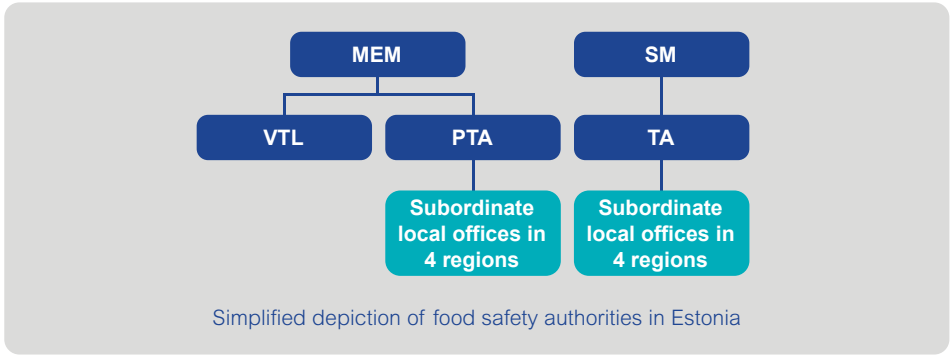 MEM
SM
VTL
PTA
TA
Subordinate
local offices in
4 regions
Subordinate
local offices in
4 regions
Simplified depiction of food safety authorities in Estonia